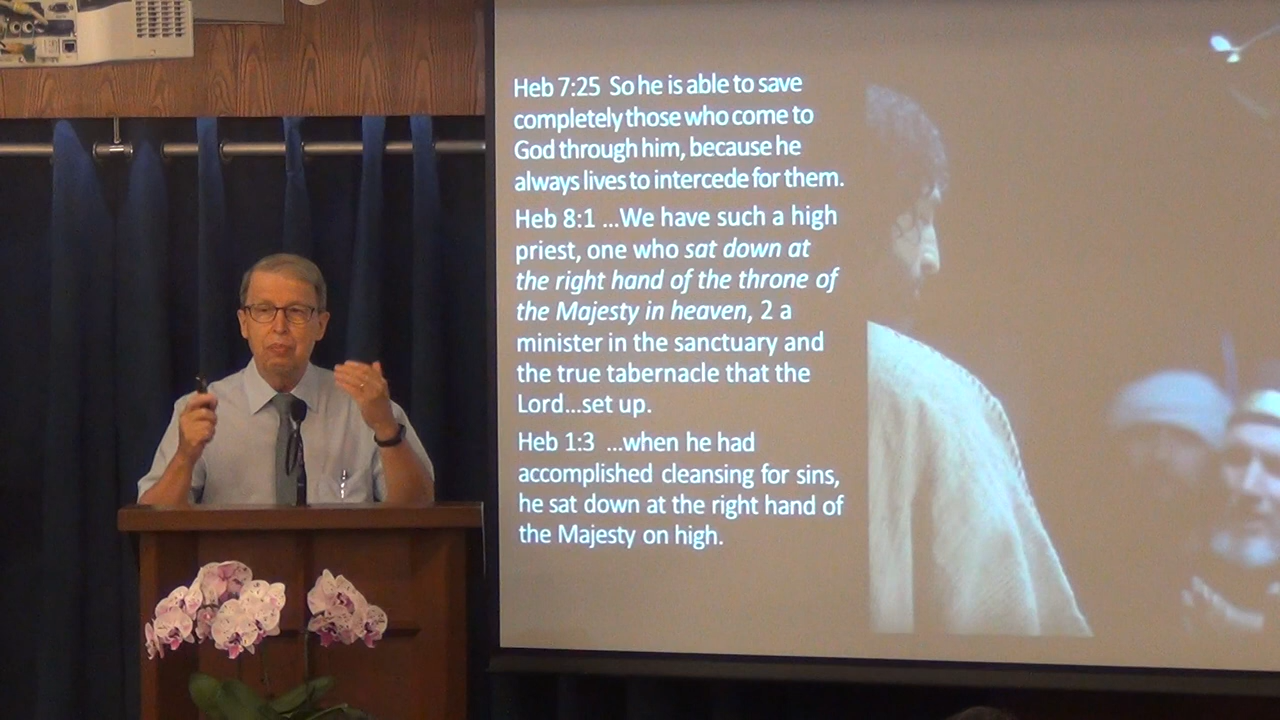 Heb 7:25 So he is able to save
completely those who come to
God through him, because he
always lives to intercede for them.
Heb 8:1 ...We have such a high
priest, one who sat down at
the right hand of the throne of
the Majesty in heaven, 2 a
minister in the sanctuary and
the true tabernacle that the
Lord...set up.
Heb 1:3 ...when he had
accomplished cleansing for sins,
he sat down at the right hand of
the Majesty on high.